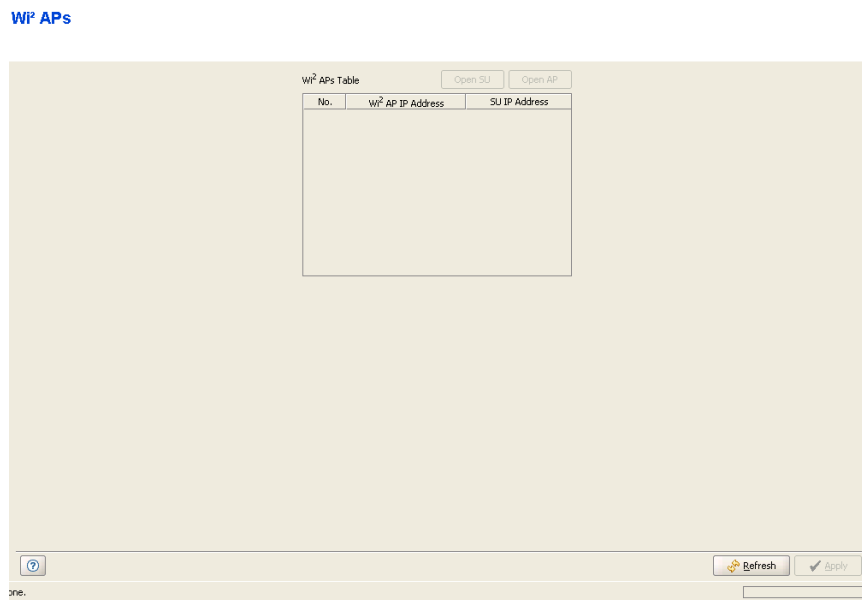 Wi² APs
Wi² APs Table
Open SU
Open AP
No.
Wi² AP IP Address
SU IP Address
?
Refresh
Apply
one.